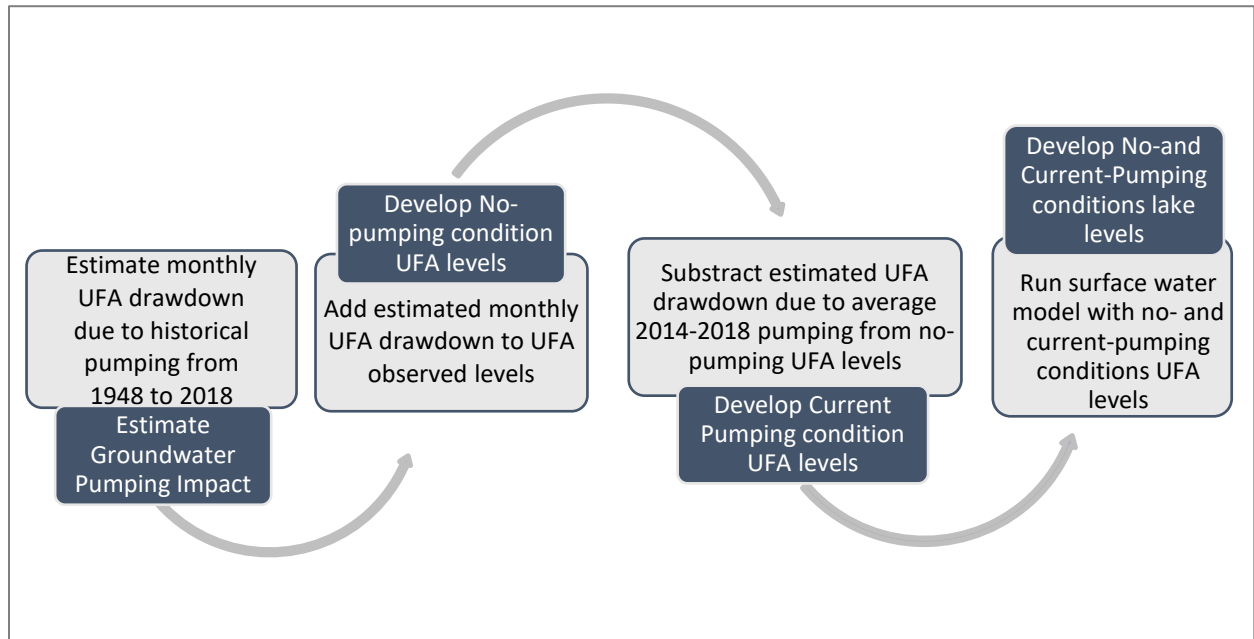 Estimate monthly
UFA drawdown
due to historical
pumping from
1948 to 2018
Estimate
Groundwater
Pumping Impact
Develop No-
pumping condition
UFA levels
Add estimated monthly
UFA drawdown to UFA
observed levels
Substract estimated UFA
drawdown due to average
2014-2018 pumping from no-
pumping UFA levels
Develop Current
Pumping condition
UFA levels
Develop No-and
Current-Pumping
conditions lake
levels
Run surface water
model with no- and
current-pumping
conditions UFA
levels